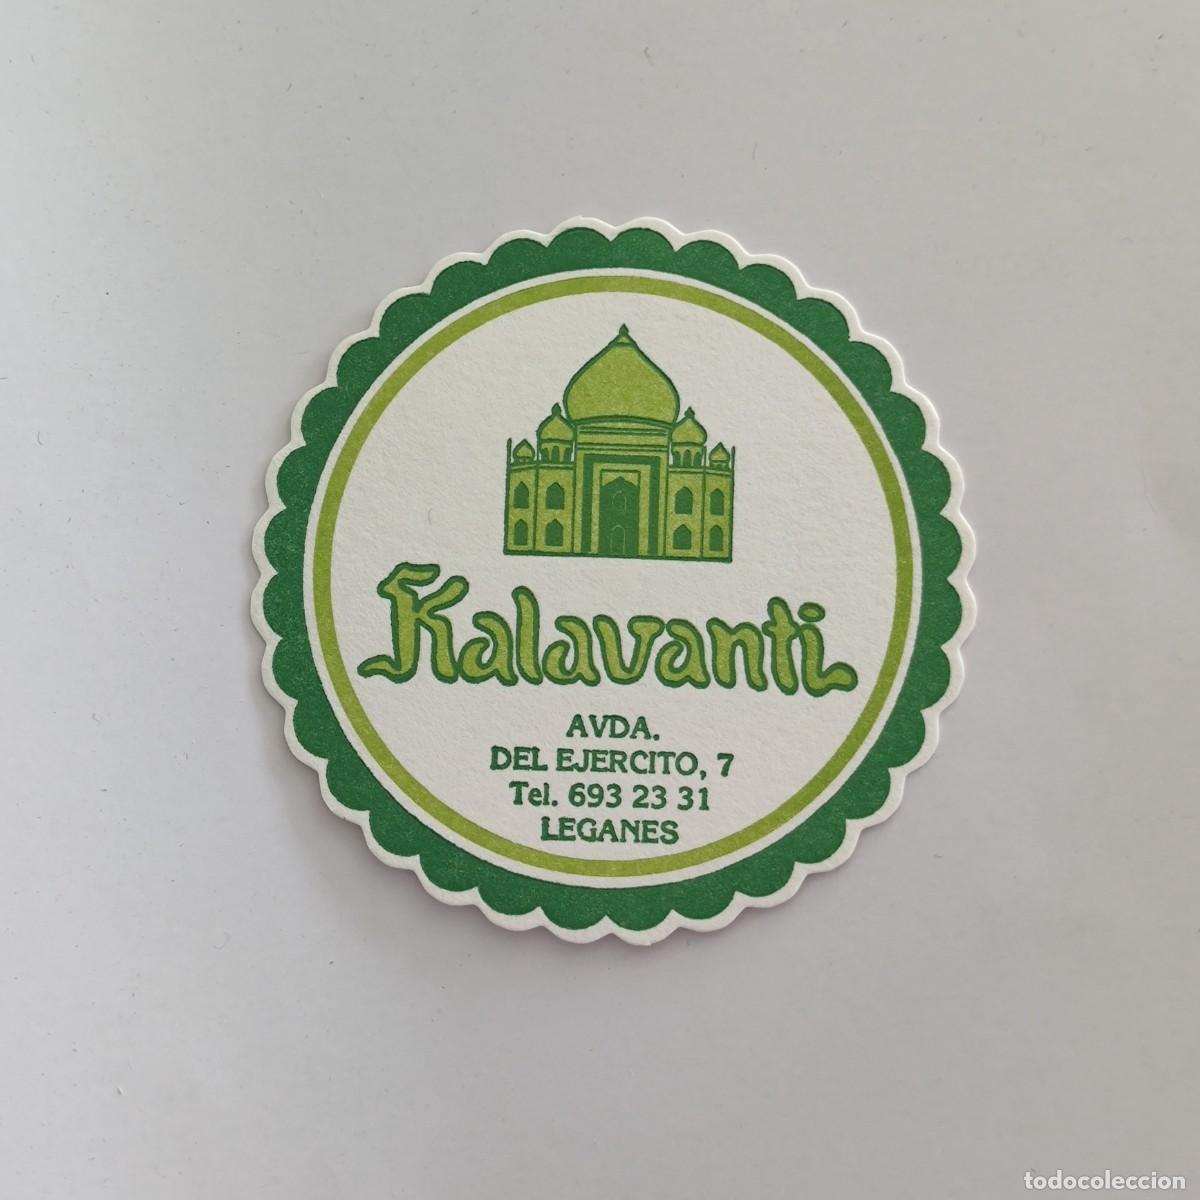 Kalavanti
AVDA.
DEL EJERCITO, 7
Tel. 693 23 31
LEGANES
todocoleccion